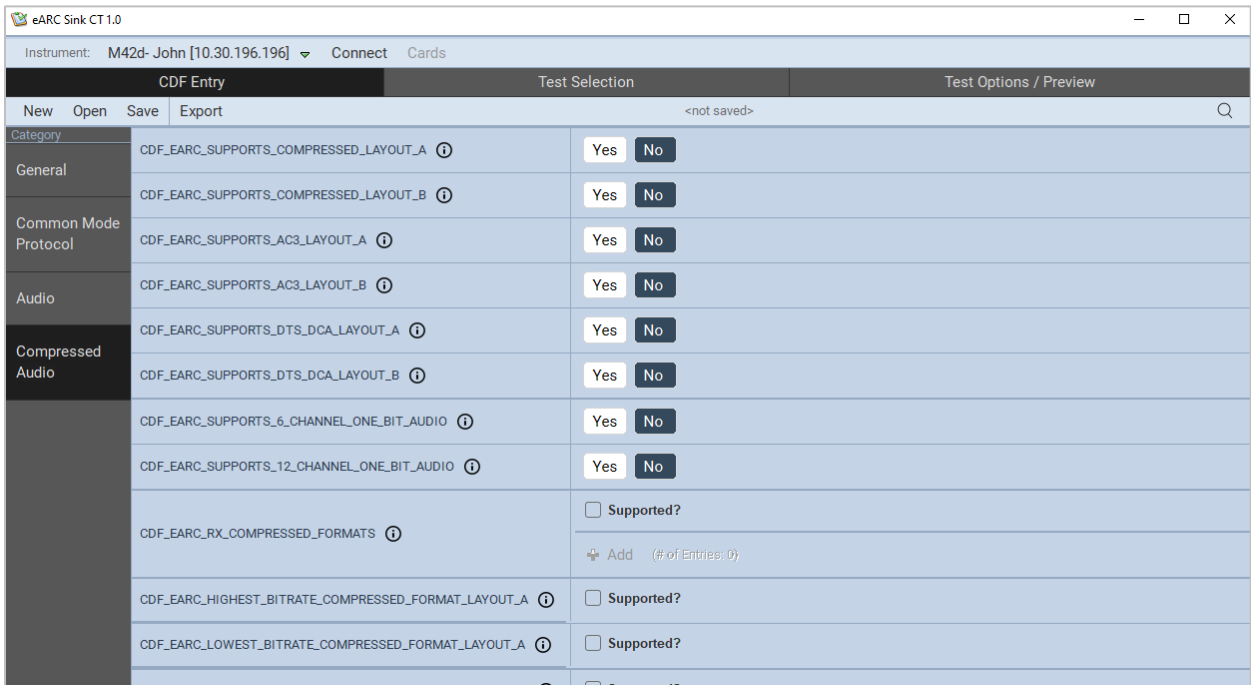 eARC Sink CT 1.0
Instrument: M42d- John [10.30.196.196] Connect Cards
CDF Entry Test Selection Test Options / Preview
New Open Save Export <not saved>
Category
General
Common Mode
Protocol
Audio
Compressed
Audio
CDF_EARC_SUPPORTS_COMPRESSED_LAYOUT_A Yes No
CDF_EARC_SUPPORTS_COMPRESSED_LAYOUT_B Yes No
CDF_EARC_SUPPORTS_AC3_LAYOUT_A Yes No
CDF_EARC_SUPPORTS_AC3_LAYOUT_B Yes No
CDF_EARC_SUPPORTS_DTS_DCA_LAYOUT_A Yes No
CDF_EARC_SUPPORTS_DTS_DCA_LAYOUT_B Yes No
CDF_EARC_SUPPORTS_6_CHANNEL_ONE_BIT_AUDIO Yes No
CDF_EARC_SUPPORTS_12_CHANNEL_ONE_BIT_AUDIO Yes No
CDF_EARC_RX_COMPRESSED_FORMATS Supported?
Add (# of Entries: 0)
CDF_EARC_HIGHEST_BITRATE_COMPRESSED_FORMAT_LAYOUT_A Supported?
CDF_EARC_LOWEST_BITRATE_COMPRESSED_FORMAT_LAYOUT_A Supported?